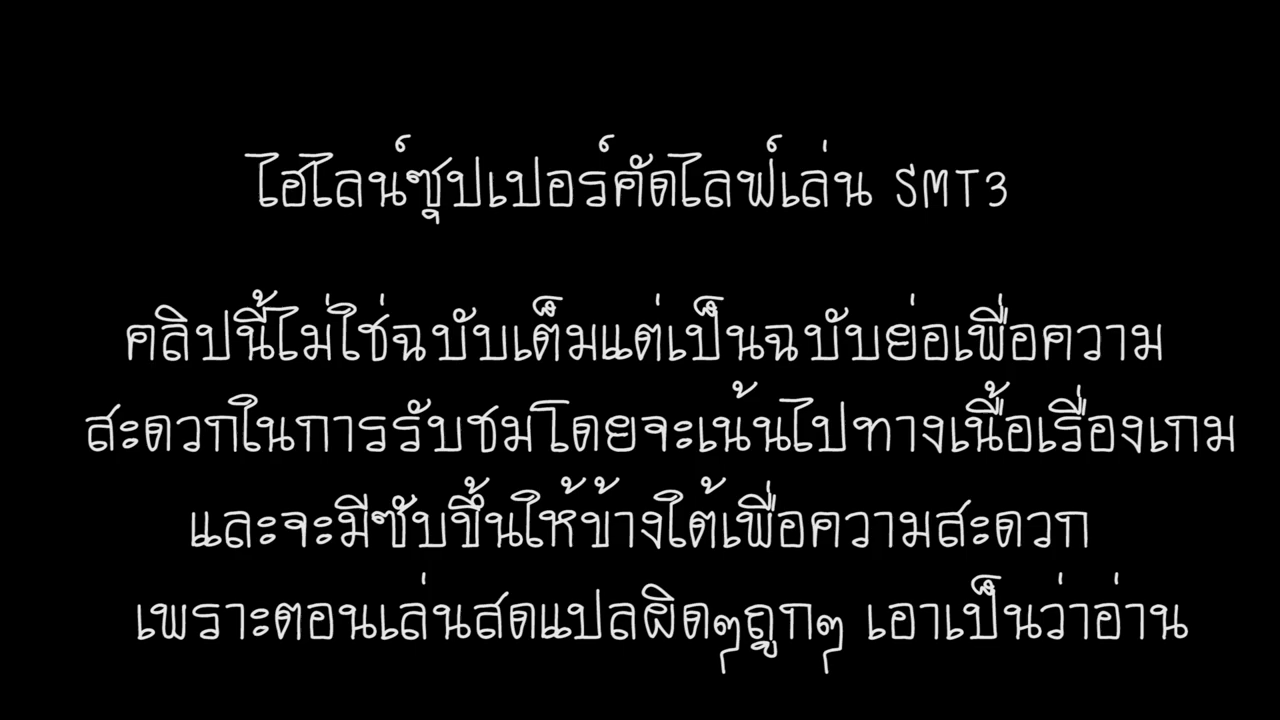 ไฮไลน์ซุปเปอร์คัดไลฟ์เล่น SMT3
คลิปนี้ไม่ใช่ฉบับเต็มแต่เป็นฉบับย่อเพื่อความ
สะดวกในการรับชมโดยจะเน้นไปทางเนื้อเรื่องเกม
และจะมีซับขึ้นให้ข้างใต้เพื่อความสะดวก
เพราะตอนเล่นสดแปลผิดๆถูกๆ เอาเป็นว่าอ่าน